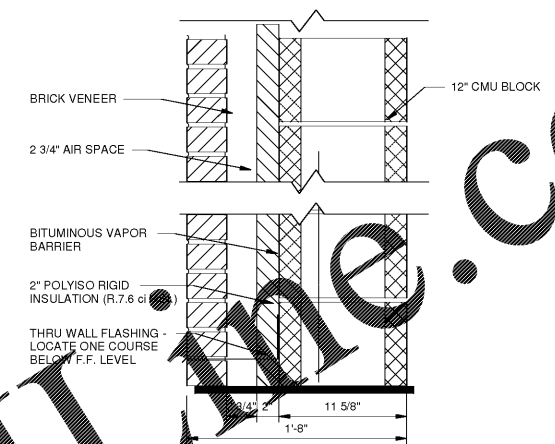 BRICK VENEER
12" CMU BLOCK
2 3/4" AIR SPACE
BITUMINOUS VAPOR
BARRIER
2" POLYISO RIGID
INSULATION (R.7.6 ci
THRU WALL FLASHING -
LOCATE ONE COURSE
BELOW F.F. LEVEL
3/4" 2" 11 5/8"
1'-8"
Line.c